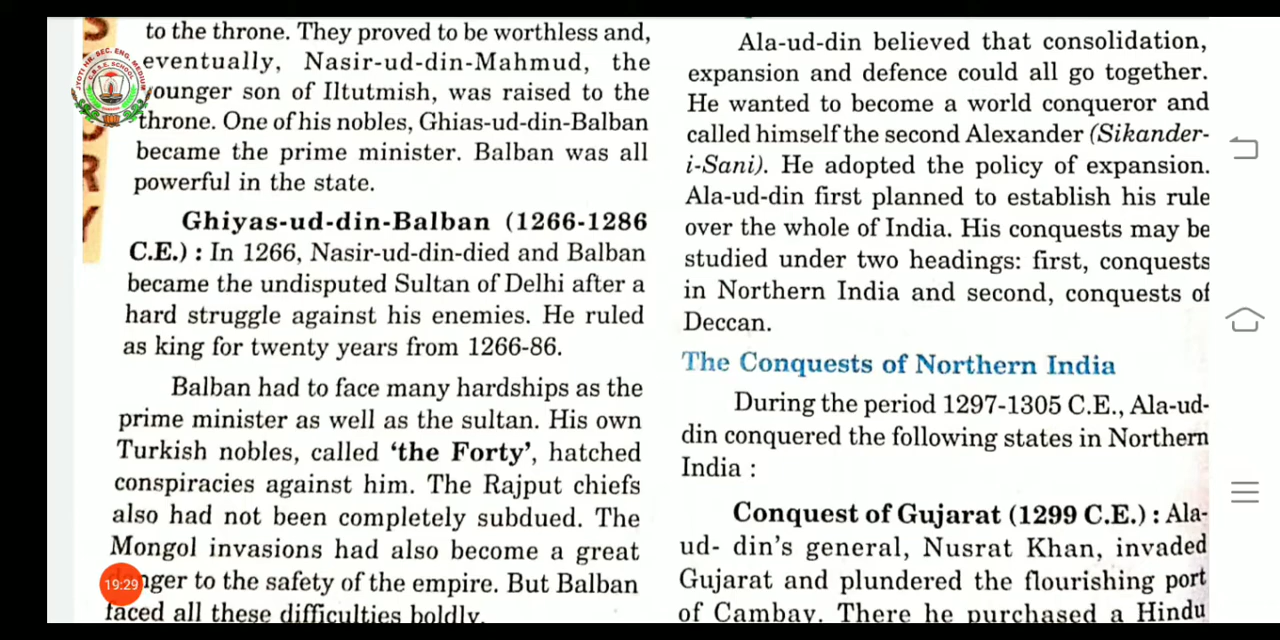 to the throne. They proved to be worthless and,
eventually, Nasir-ud-din-Mahmud, the
younger son of Iltutmish, was raised to the
throne. One of his nobles, Ghias-ud-din-Balban
became the prime minister. Balban was all
powerful in the state.
Ghiyas-ud-din-Balban (1266-1286
C.E.) : In 1266, Nasir-ud-din-died and Balban
became the undisputed Sultan of Delhi after a
hard struggle against his enemies. He ruled
as king for twenty years from 1266-86.
Balban had to face many hardships as the
prime minister as well as the sultan. His own
Turkish nobles, called ‘the Forty’, hatched
conspiracies against him. The Rajput chiefs
also had not been completely subdued. The
Mongol invasions had also become a great
nger to the safety of the empire. But Balban
faced all these difficulties boldly.
Ala-ud-din believed that consolidation,
expansion and defence could all go together.
He wanted to become a world conqueror and
called himself the second Alexander (Sikander-
i-Sani). He adopted the policy of expansion.
Ala-ud-din first planned to establish his rule
over the whole of India. His conquests may be
studied under two headings: first, conquests
in Northern India and second, conquests of
Deccan.
The Conquests of Northern India
During the period 1297-1305 C.E., Ala-ud-
din conquered the following states in Northern
India :
Conquest of Gujarat (1299 C.E.) : Ala-
ud- din’s general, Nusrat Khan, invaded
Gujarat and plundered the flourishing port
of Cambay. There he purchased a Hindu
JYOTI HR. SEC. ENG. MEDIUM
C.B.S.E. SCHOOL
S
R
Y
19:29